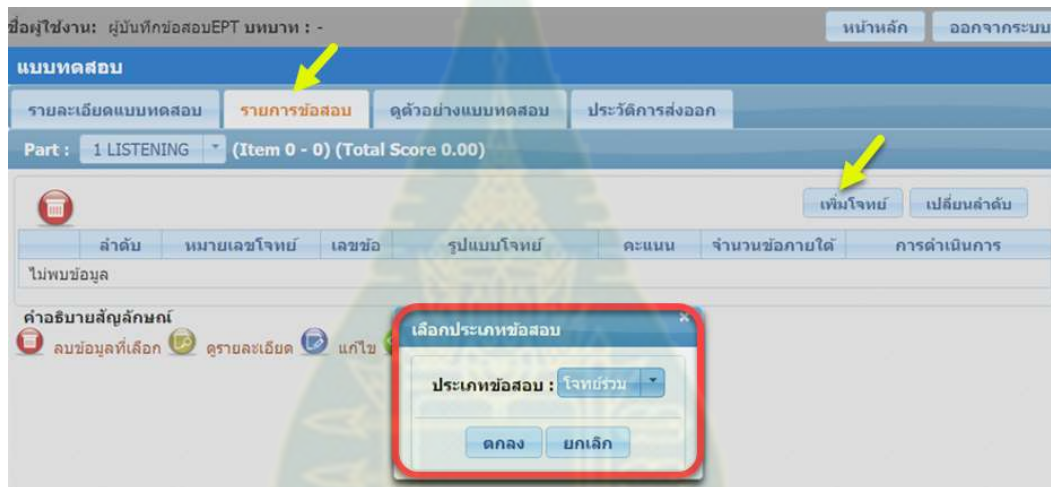 ชื่อผู้ใช้งาน: ผู้บันทึกข้อสอบEPT บทบาท : - หน้าหลัก ออกจากระบบ
แบบทดสอบ
รายละเอียดแบบทดสอบ รายการข้อสอบ ดูตัวอย่างแบบทดสอบ ประวัติการส่งออก
Part : 1 LISTENING (Item 0 - 0) (Total Score 0.00)
เพิ่มโจทย์ เปลี่ยนลำดับ
ลำดับ หมายเลขโจทย์ เลขข้อ รูปแบบโจทย์ คะแนน จำนวนข้อภายใต้ การดำเนินการ
ไม่พบข้อมูล
คำอธิบายสัญลักษณ์
ลบข้อมูลที่เลือก ดูรายละเอียด แก้ไข
เลือกประเภทข้อสอบ ×
ประเภทข้อสอบ : โจทย์ร่วม
ตกลง ยกเลิก